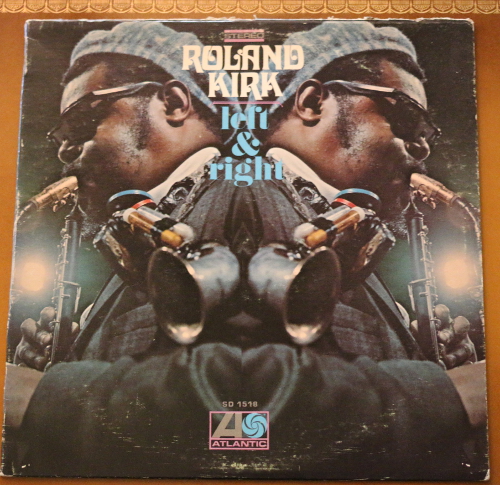 STEREO
ROLAND
KIRK
left
&
right
SD 1518
ATLANTIC